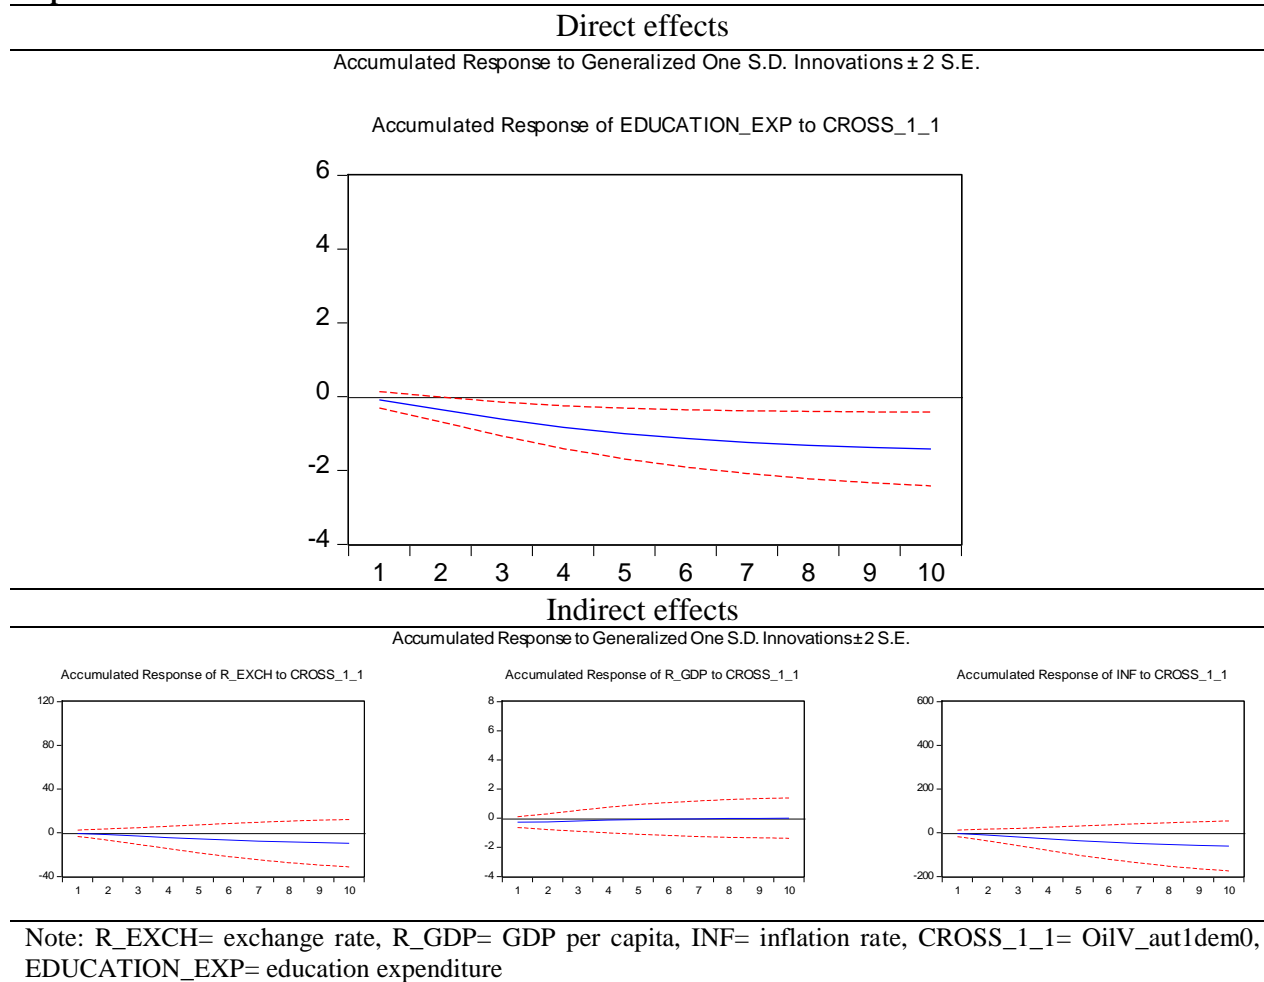 Direct effects
Accumulated Response to Generalized One S.D. Innovations ± 2 S.E.
Accumulated Response of EDUCATION_EXP to CROSS_1_1
6
4
2
0
-2
-4
1 2 3 4 5 6 7 8 9 10
Indirect effects
Accumulated Response to Generalized One S.D. Innovations ± 2 S.E.
Accumulated Response of R_EXCH to CROSS_1_1
120
80
40
0
-40
1 2 3 4 5 6 7 8 9 10
Accumulated Response of R_GDP to CROSS_1_1
8
6
4
2
0
-2
-4
1 2 3 4 5 6 7 8 9 10
Accumulated Response of INF to CROSS_1_1
600
400
200
0
-200
1 2 3 4 5 6 7 8 9 10
Note: R_EXCH= exchange rate, R_GDP= GDP per capita, INF= inflation rate, CROSS_1_1= OilV_aut1dem0,
EDUCATION_EXP= education expenditure